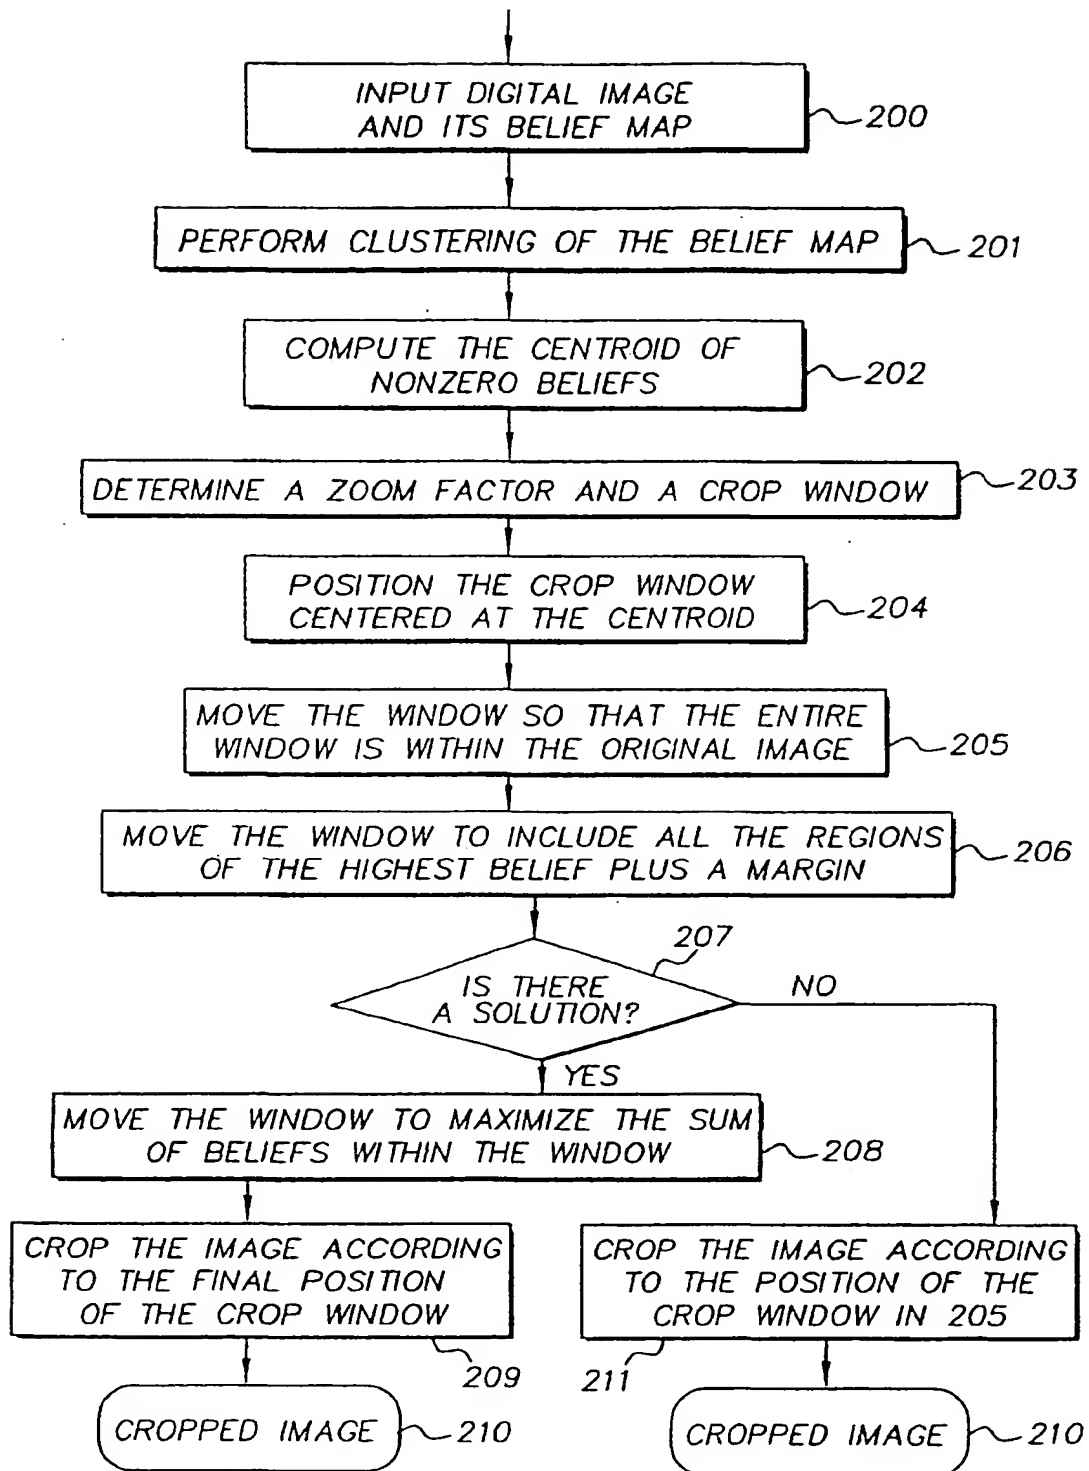 INPUT DIGITAL IMAGE
AND ITS BELIEF MAP
200
PERFORM CLUSTERING OF THE BELIEF MAP
201
COMPUTE THE CENTROID OF
NONZERO BELIEFS
202
DETERMINE A ZOOM FACTOR AND A CROP WINDOW
203
POSITION THE CROP WINDOW
CENTERED AT THE CENTROID
204
MOVE THE WINDOW SO THAT THE ENTIRE
WINDOW IS WITHIN THE ORIGINAL IMAGE
205
MOVE THE WINDOW TO INCLUDE ALL THE REGIONS
OF THE HIGHEST BELIEF PLUS A MARGIN
206
207
IS THERE
A SOLUTION?
NO
YES
MOVE THE WINDOW TO MAXIMIZE THE SUM
OF BELIEFS WITHIN THE WINDOW
208
CROP THE IMAGE ACCORDING
TO THE FINAL POSITION
OF THE CROP WINDOW
209
CROP THE IMAGE ACCORDING
TO THE POSITION OF THE
CROP WINDOW IN 205
211
CROPPED IMAGE
210
CROPPED IMAGE
210